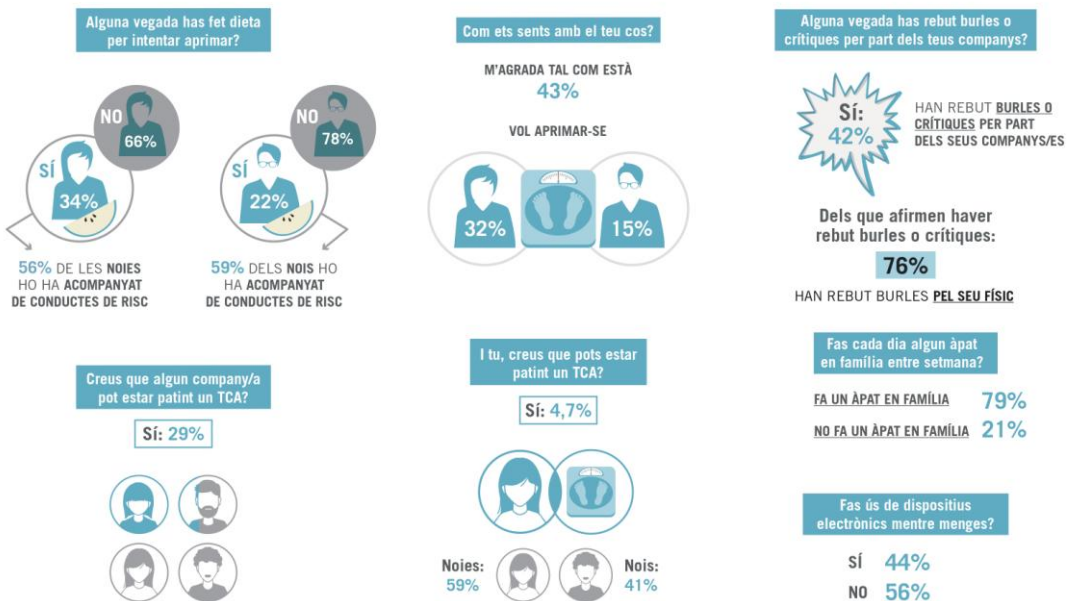 Alguna vegada has fet dieta
per intentar aprimar?
NO
66%
SÍ
34%
NO
78%
SÍ
22%
56% DE LES NOIES
HO HA ACOMPANYAT
DE CONDUCTES DE RISC
59% DELS NOIS HO
HA ACOMPANYAT
DE CONDUCTES DE RISC
Com ets sents amb el teu cos?
M'AGRADA TAL COM ESTÀ
43%
VOL APRIMAR-SE
32%
15%
Alguna vegada has rebut burles o
crítiques per part dels teus companys?
Sí:
42%
HAN REBUT BURLES O
CRÍTIQUES PER PART
DELS SEUS COMPANYS/ES
Dels que afirmen haver
rebut burles o crítiques:
76%
HAN REBUT BURLES PEL SEU FÍSIC
Creus que algun company/a
pot estar patint un TCA?
Sí: 29%
I tu, creus que pots estar
patint un TCA?
Sí: 4,7%
Noies:
59%
Nois:
41%
Fas cada dia algun àpat
en família entre setmana?
FA UN ÀPAT EN FAMÍLIA 79%
NO FA UN ÀPAT EN FAMÍLIA 21%
Fas ús de dispositius
electrònics mentre menges?
SÍ 44%
NO 56%